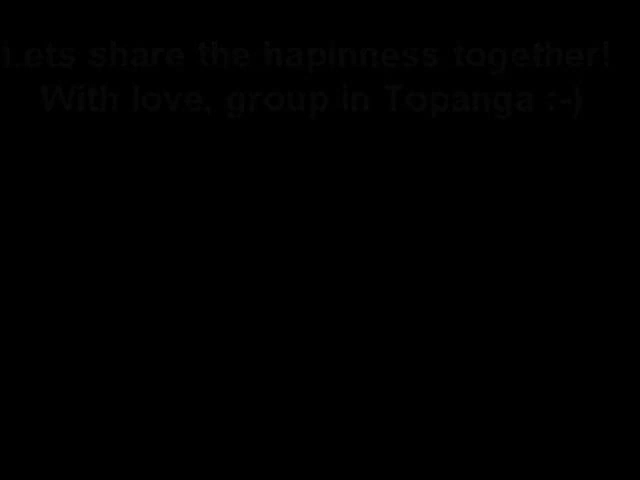 Lets share the hapinness together!
With love, group in Topanga :-)